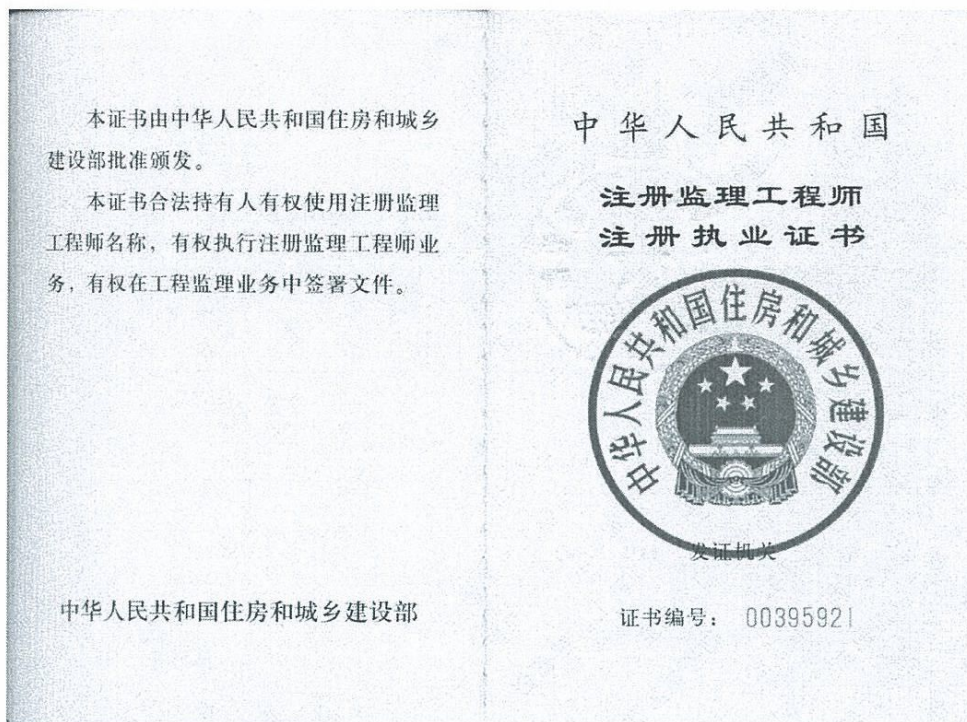 本证书由中华人民共和国住房和城乡
建设部批准颁发。
本证书合法持有人有权使用注册监理
工程师名称，有权执行注册监理工程师业
务，有权在工程监理业务中签署文件。
中华人民共和国住房和城乡建设部
中华人民共和国
注册监理工程师
注册执业证书
中华人民共和国住房和城乡建设部
发证机关
证书编号： 00395921